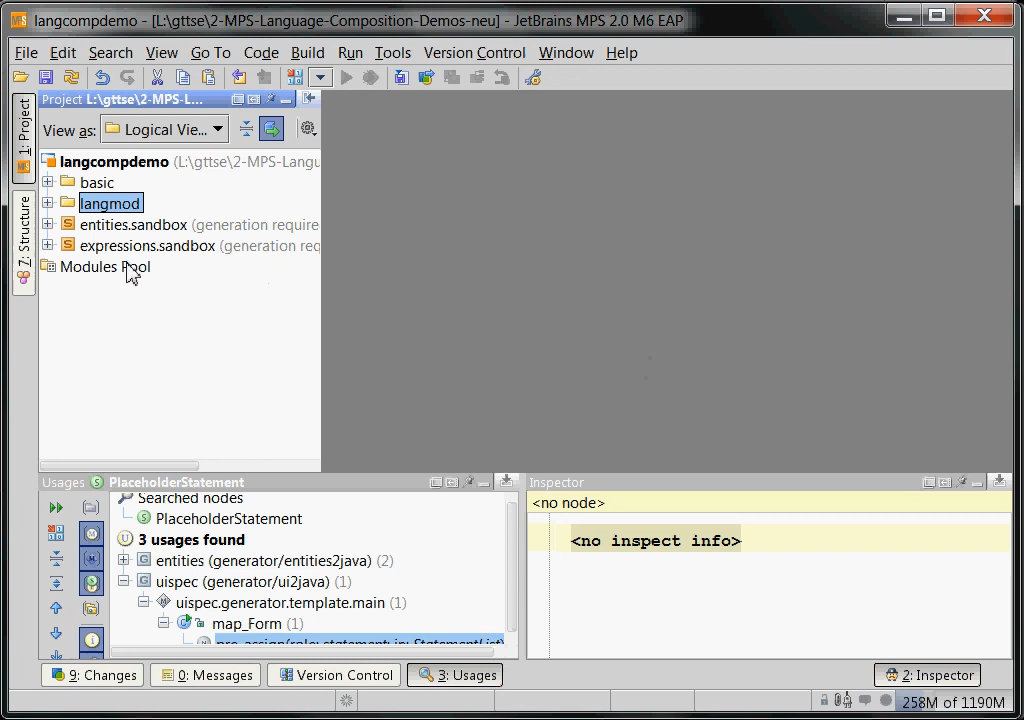 langcompdemo - [L:\gttse\2-MPS-Language-Composition-Demos-neu] - JetBrains MPS 2.0 M6 EAP
File Edit Search View Go To Code Build Run Tools Version Control Window Help
Project L:\gttse\2-MPS-L...
1: Project
View as: Logical Vie...
langcompdemo (L:\gttse\2-MPS-Langu
basic
langmod
Z: Structure
entities.sandbox (generation require
expressions.sandbox (generation req
Modules Pool
Usages S PlaceholderStatement
Searched nodes
PlaceholderStatement
3 usages found
entities (generator/entities2java) (2)
uispec (generator/ui2java) (1)
uispec.generator.template.main (1)
map_Form (1)
pre_assign(role: statement; in: StatementList)
Inspector
<no node>
<no inspect info>
9: Changes 0: Messages Version Control 3: Usages 2: Inspector
258M of 1190M